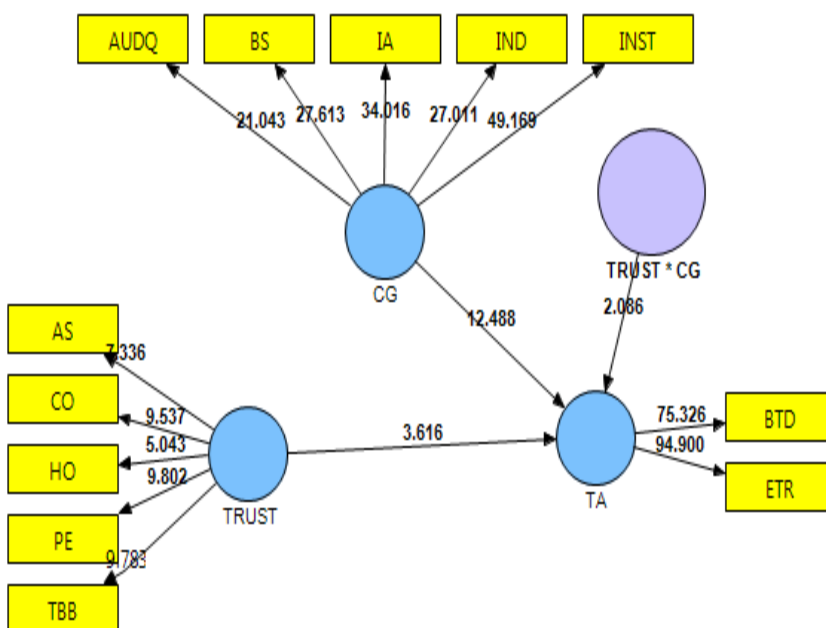 AUDQ BS IA IND INST
21.043 27.613 34.016 27.011 49.169
CG
TRUST * CG
12.488 2.086
AS
7.336
CO
9.537
HO
5.043
PE
9.802
TBB
9.783
TRUST
3.616
TA
75.326
BTD
94.900
ETR